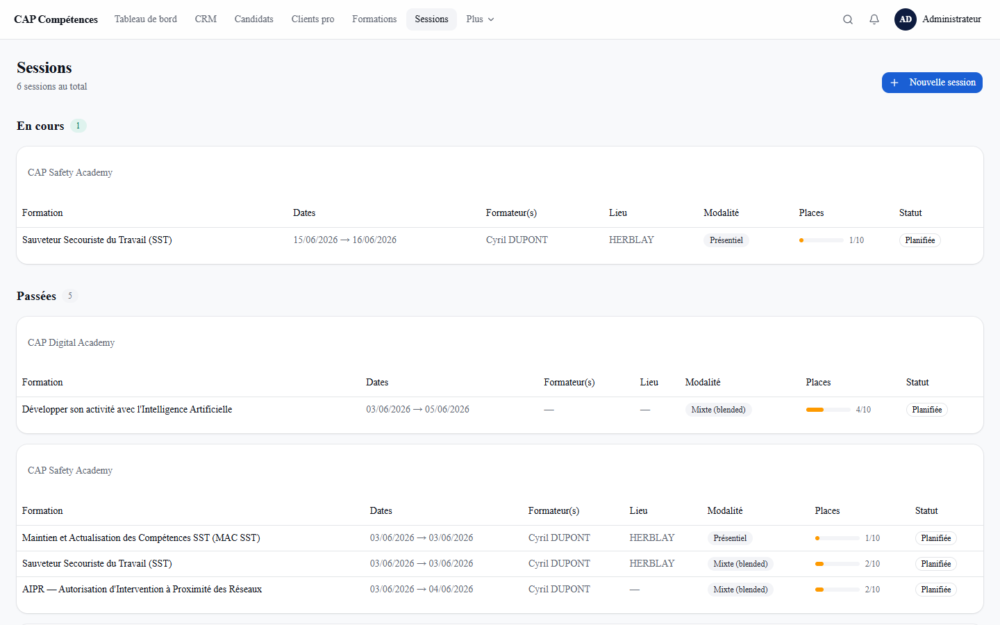 CAP Compétences Tableau de bord CRM Candidats Clients pro Formations Sessions Plus AD Administrateur
Sessions
6 sessions au total
+ Nouvelle session
En cours 1
CAP Safety Academy
Formation Dates Formateur(s) Lieu Modalité Places Statut
Sauveteur Secouriste du Travail (SST) 15/06/2026 → 16/06/2026 Cyril DUPONT HERBLAY Présentiel 1/10 Planifiée
Passées 5
CAP Digital Academy
Formation Dates Formateur(s) Lieu Modalité Places Statut
Développer son activité avec l'Intelligence Artificielle 03/06/2026 → 05/06/2026 — — Mixte (blended) 4/10 Planifiée
CAP Safety Academy
Formation Dates Formateur(s) Lieu Modalité Places Statut
Maintien et Actualisation des Compétences SST (MAC SST) 03/06/2026 → 03/06/2026 Cyril DUPONT HERBLAY Présentiel 1/10 Planifiée
Sauveteur Secouriste du Travail (SST) 03/06/2026 → 03/06/2026 Cyril DUPONT HERBLAY Mixte (blended) 2/10 Planifiée
AIPR — Autorisation d'Intervention à Proximité des Réseaux 03/06/2026 → 04/06/2026 Cyril DUPONT — Mixte (blended) 2/10 Planifiée